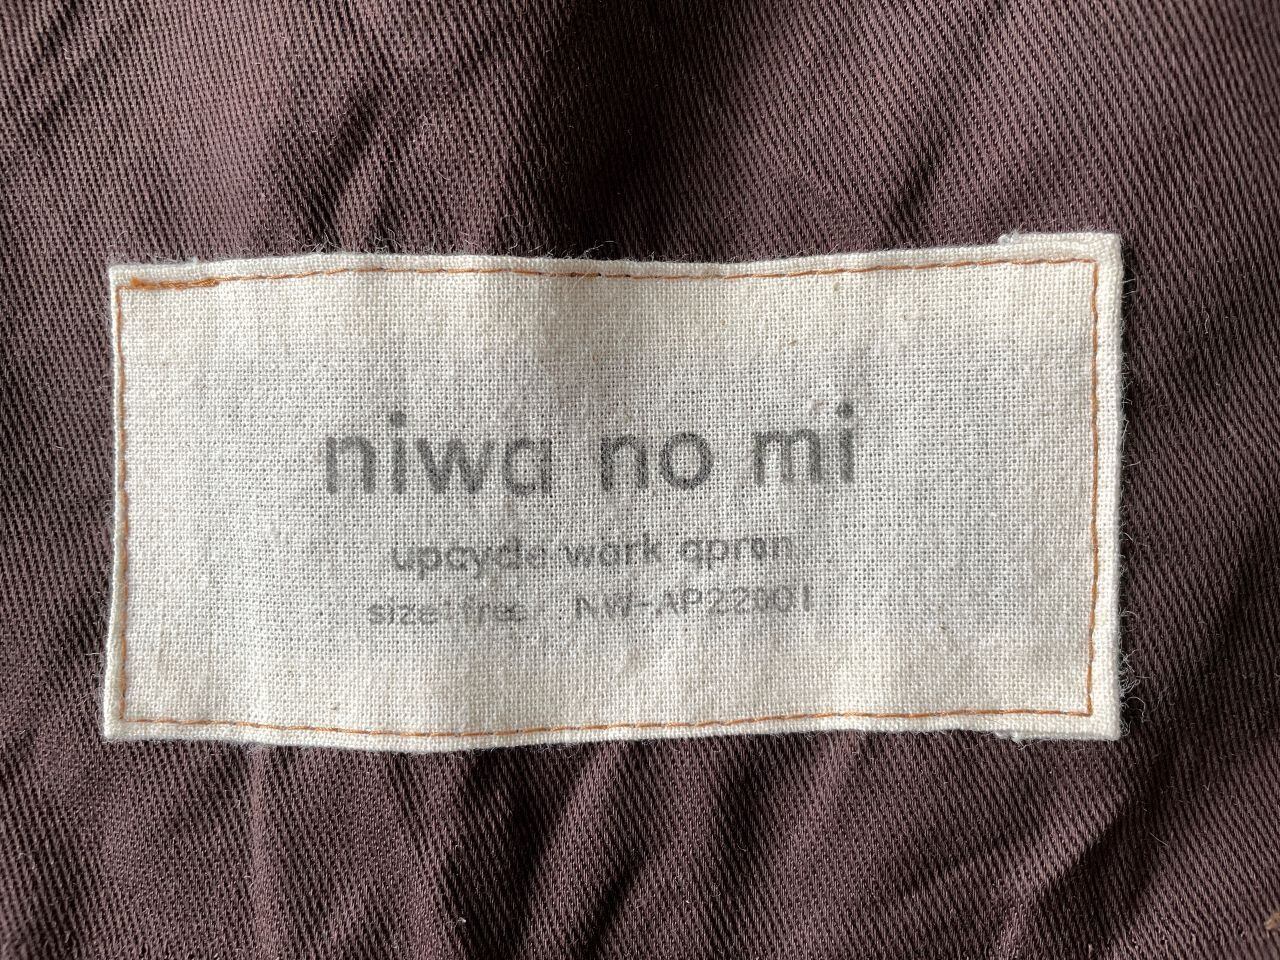 niwa no mi
upcycle work apron
size free NW-AP22001